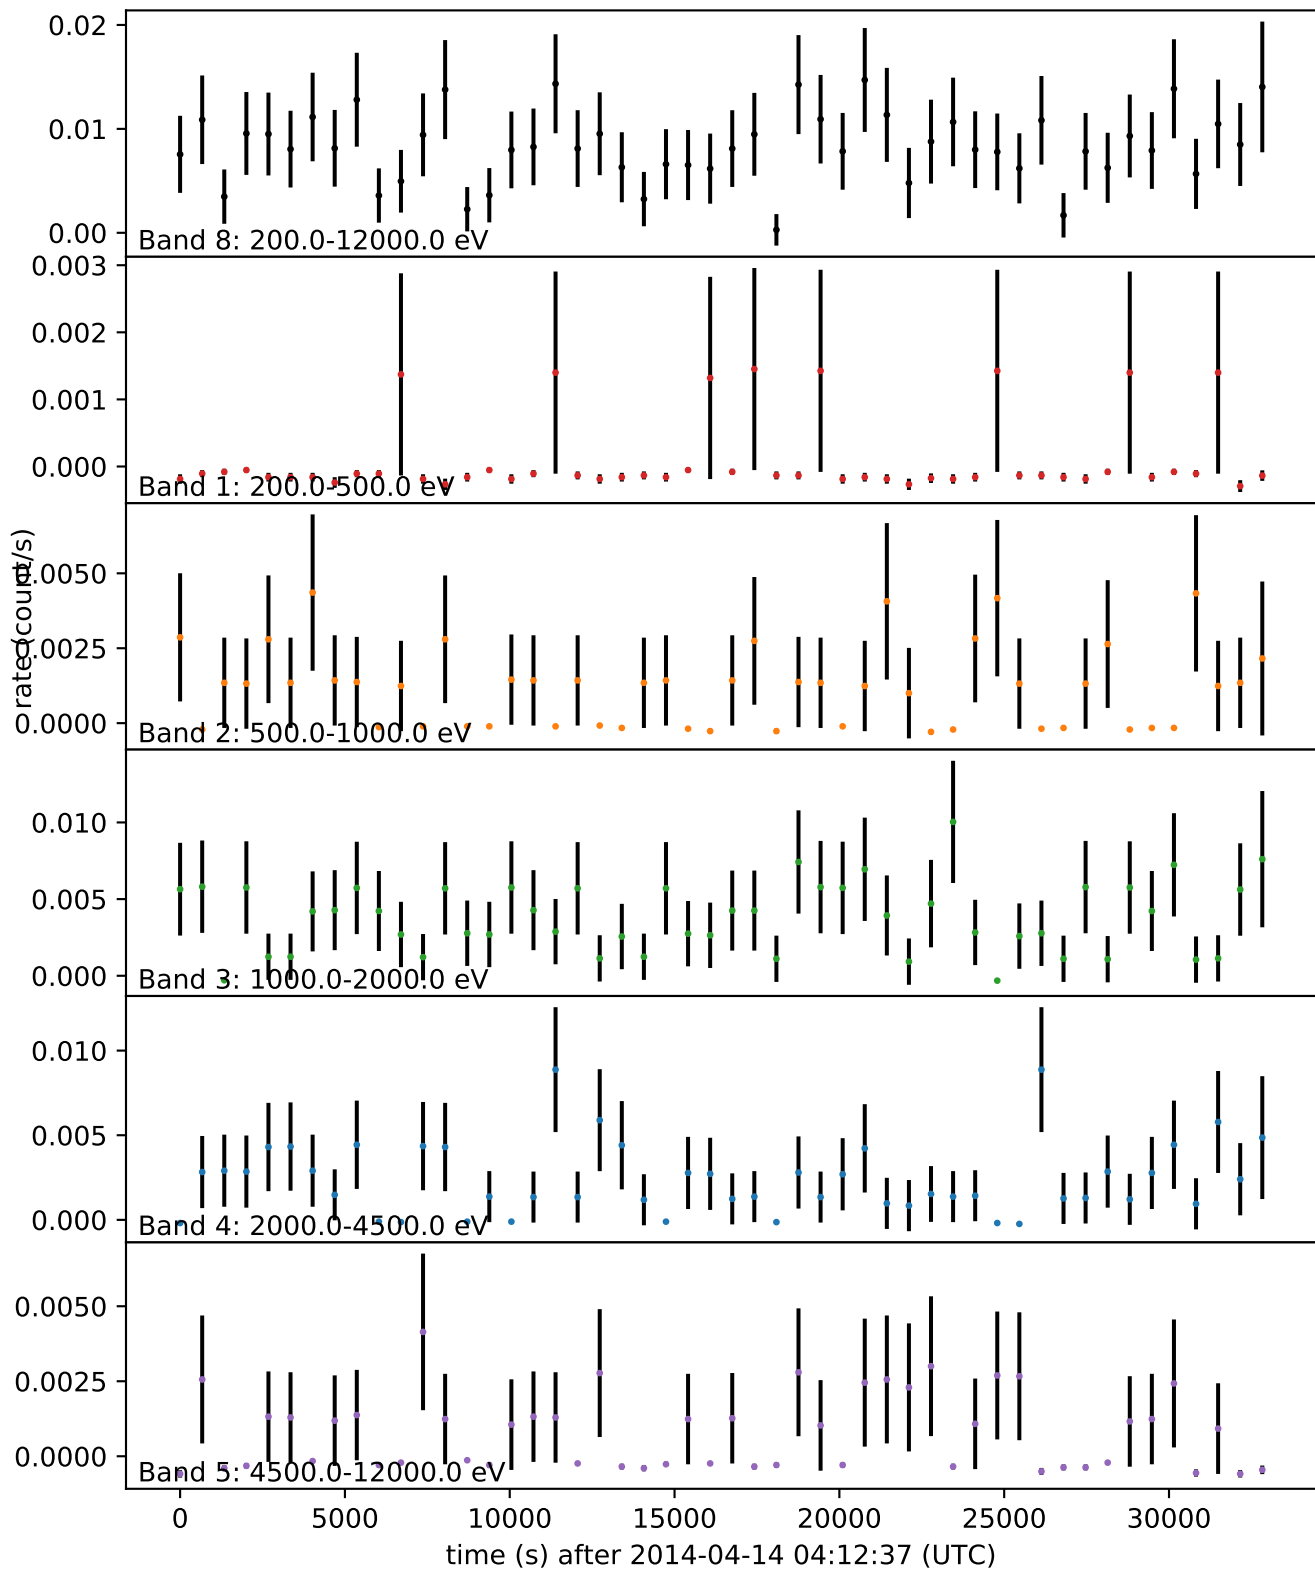 0.02
0.01
0.00
Band 8: 200.0-12000.0 eV
0.003
0.002
0.001
0.000
Band 1: 200.0-500.0 eV
rate (count/s)
0.0050
0.0025
0.0000
Band 2: 500.0-1000.0 eV
0.010
0.005
0.000
Band 3: 1000.0-2000.0 eV
0.010
0.005
0.000
Band 4: 2000.0-4500.0 eV
0.0050
0.0025
0.0000
Band 5: 4500.0-12000.0 eV
0 5000 10000 15000 20000 25000 30000
time (s) after 2014-04-14 04:12:37 (UTC)